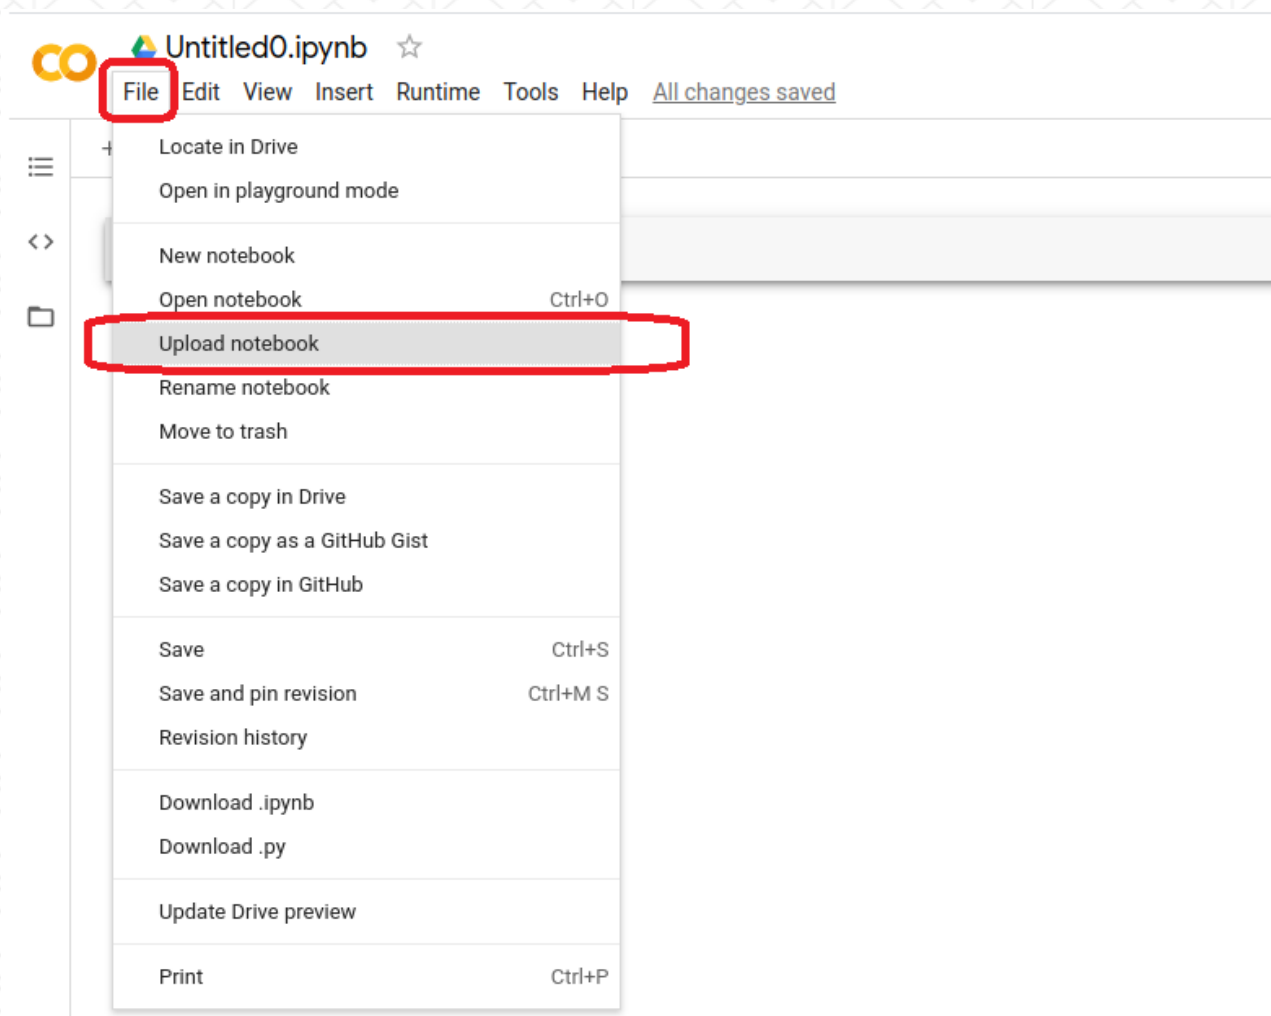 Untitled0.ipynb
File Edit View Insert Runtime Tools Help All changes saved
+
Locate in Drive
Open in playground mode
New notebook
Open notebook Ctrl+O
Upload notebook
Rename notebook
Move to trash
Save a copy in Drive
Save a copy as a GitHub Gist
Save a copy in GitHub
Save Ctrl+S
Save and pin revision Ctrl+M S
Revision history
Download .ipynb
Download .py
Update Drive preview
Print Ctrl+P